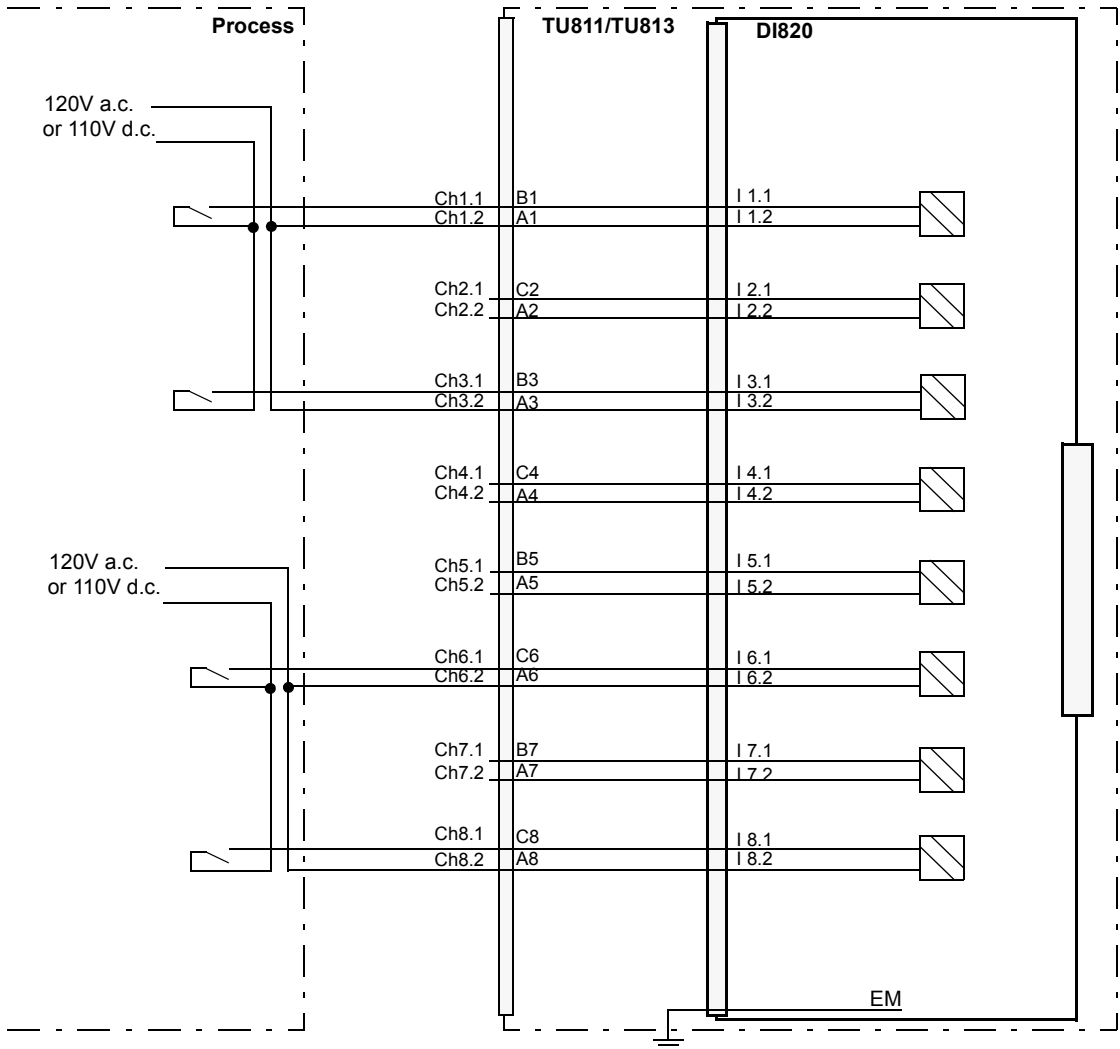 Process
TU811/TU813
DI820
120V a.c.
or 110V d.c.
Ch1.1 B1 I 1.1
Ch1.2 A1 I 1.2
Ch2.1 C2 I 2.1
Ch2.2 A2 I 2.2
Ch3.1 B3 I 3.1
Ch3.2 A3 I 3.2
Ch4.1 C4 I 4.1
Ch4.2 A4 I 4.2
120V a.c.
or 110V d.c.
Ch5.1 B5 I 5.1
Ch5.2 A5 I 5.2
Ch6.1 C6 I 6.1
Ch6.2 A6 I 6.2
Ch7.1 B7 I 7.1
Ch7.2 A7 I 7.2
Ch8.1 C8 I 8.1
Ch8.2 A8 I 8.2
EM